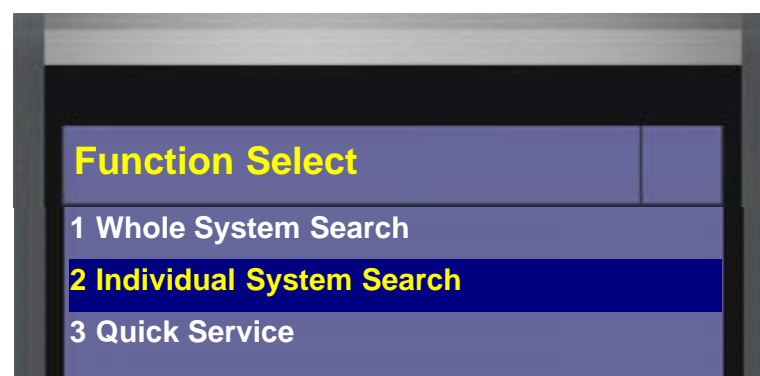 Function Select
1 Whole System Search
2 Individual System Search
3 Quick Service